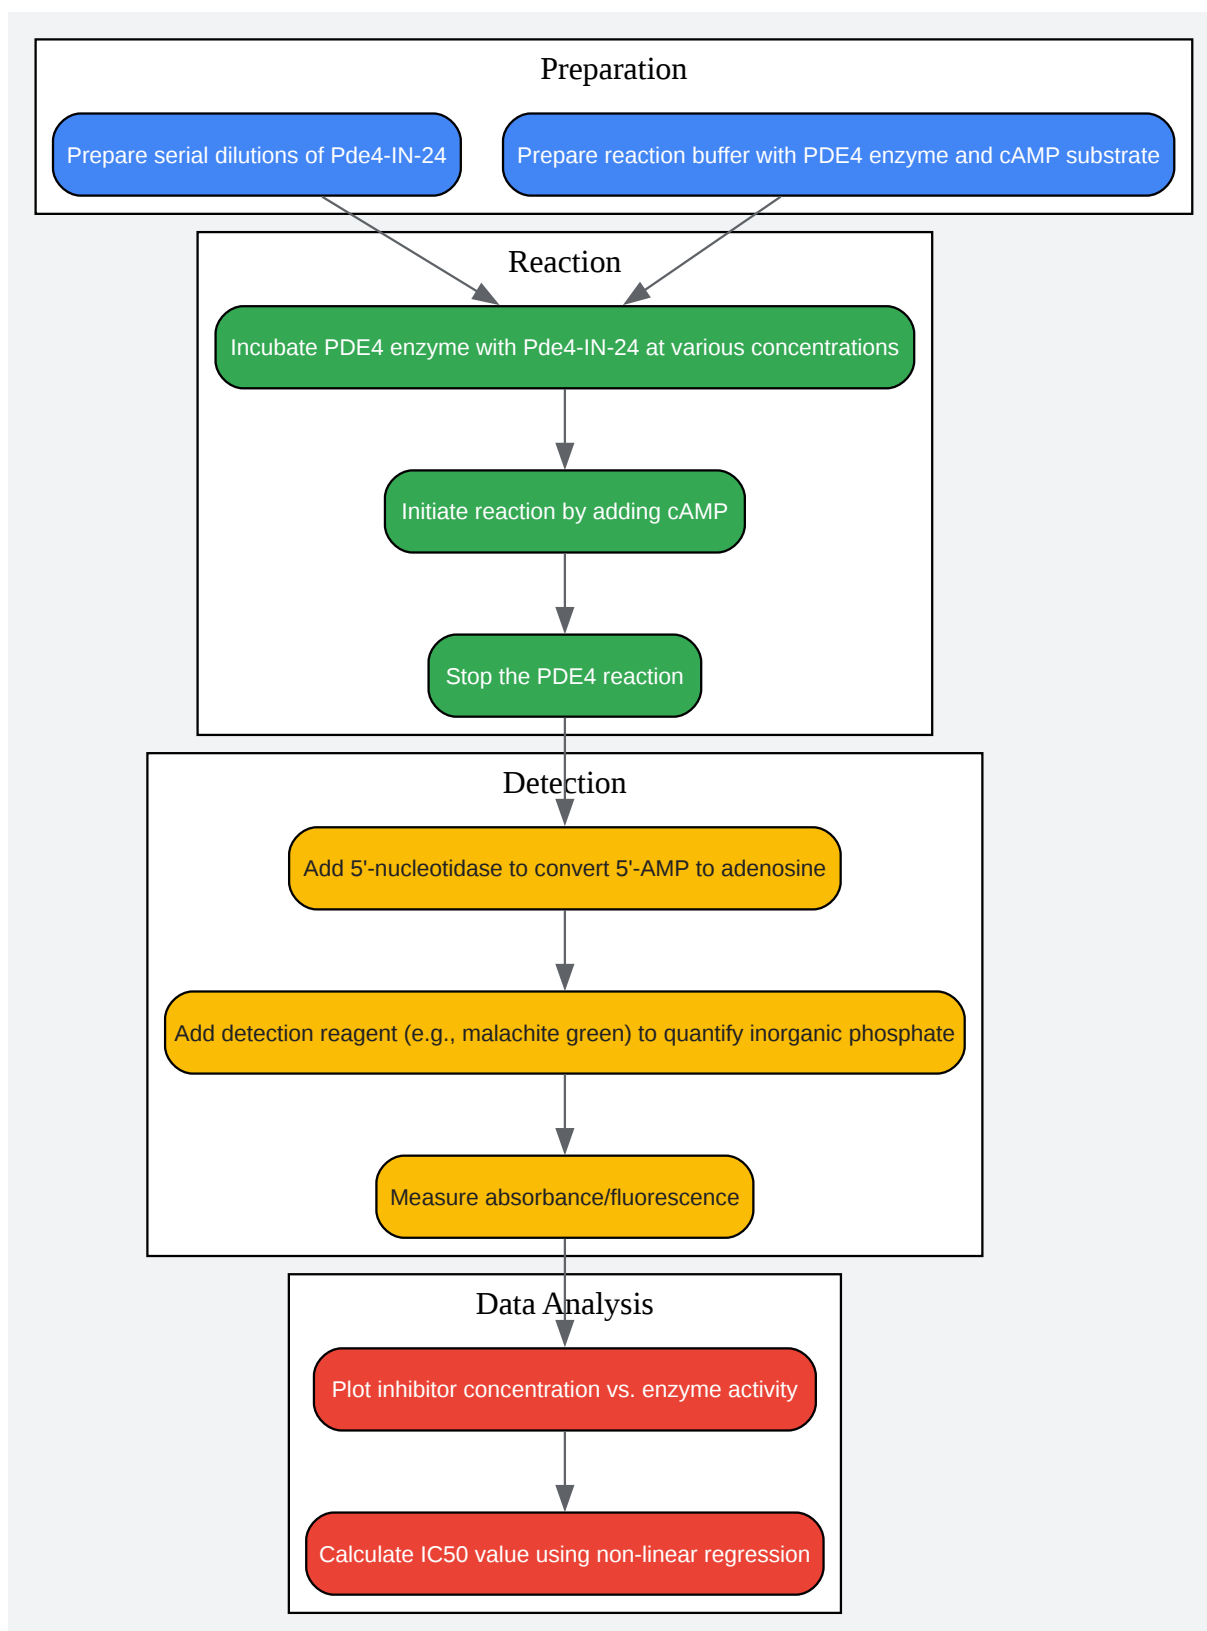 Preparation
Prepare serial dilutions of Pde4-IN-24
Prepare reaction buffer with PDE4 enzyme and cAMP substrate
Reaction
Incubate PDE4 enzyme with Pde4-IN-24 at various concentrations
Initiate reaction by adding cAMP
Stop the PDE4 reaction
Detection
Add 5'-nucleotidase to convert 5'-AMP to adenosine
Add detection reagent (e.g., malachite green) to quantify inorganic phosphate
Measure absorbance/fluorescence
Data Analysis
Plot inhibitor concentration vs. enzyme activity
Calculate IC50 value using non-linear regression